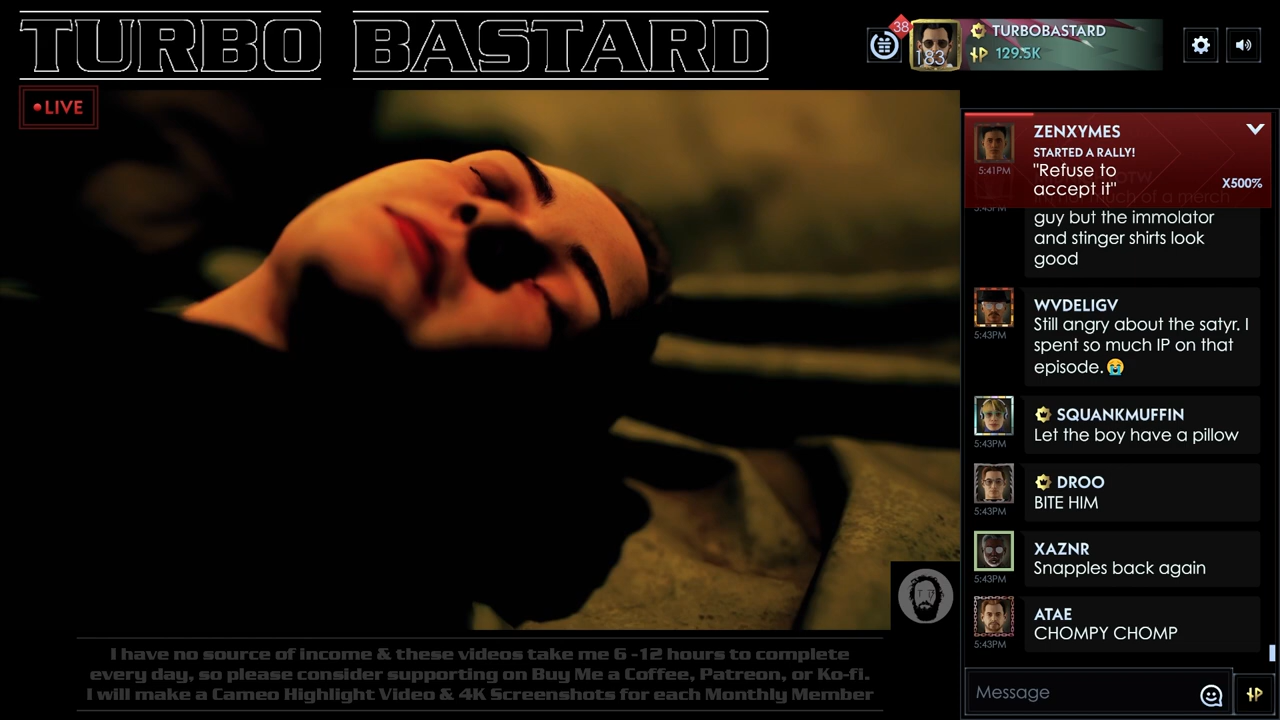 TURBO BASTARD
38
183
TURBOBASTARD
129.5K
LIVE
ZENXYMES
STARTED A RALLY!
5:41PM
"Refuse to
accept it"
X500%
5:43PM
guy but the immolator
and stinger shirts look
good
WVDELIGV
Still angry about the satyr. I
spent so much IP on that
episode.😭
5:43PM
SQUANKMUFFIN
Let the boy have a pillow
5:43PM
DROO
BITE HIM
5:43PM
XAZNR
Snapples back again
5:43PM
ATAE
CHOMPY CHOMP
5:43PM
Message
I have no source of income & these videos take me 6 -12 hours to complete
every day, so please consider supporting on Buy Me a Coffee, Patreon, or Ko-fi.
I will make a Cameo Highlight Video & 4K Screenshots for each Monthly Member